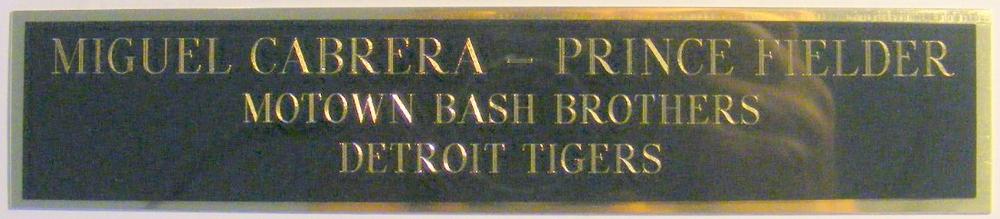 MIGUEL CABRERA - PRINCE FIELDER
MOTOWN BASH BROTHERS
DETROIT TIGERS